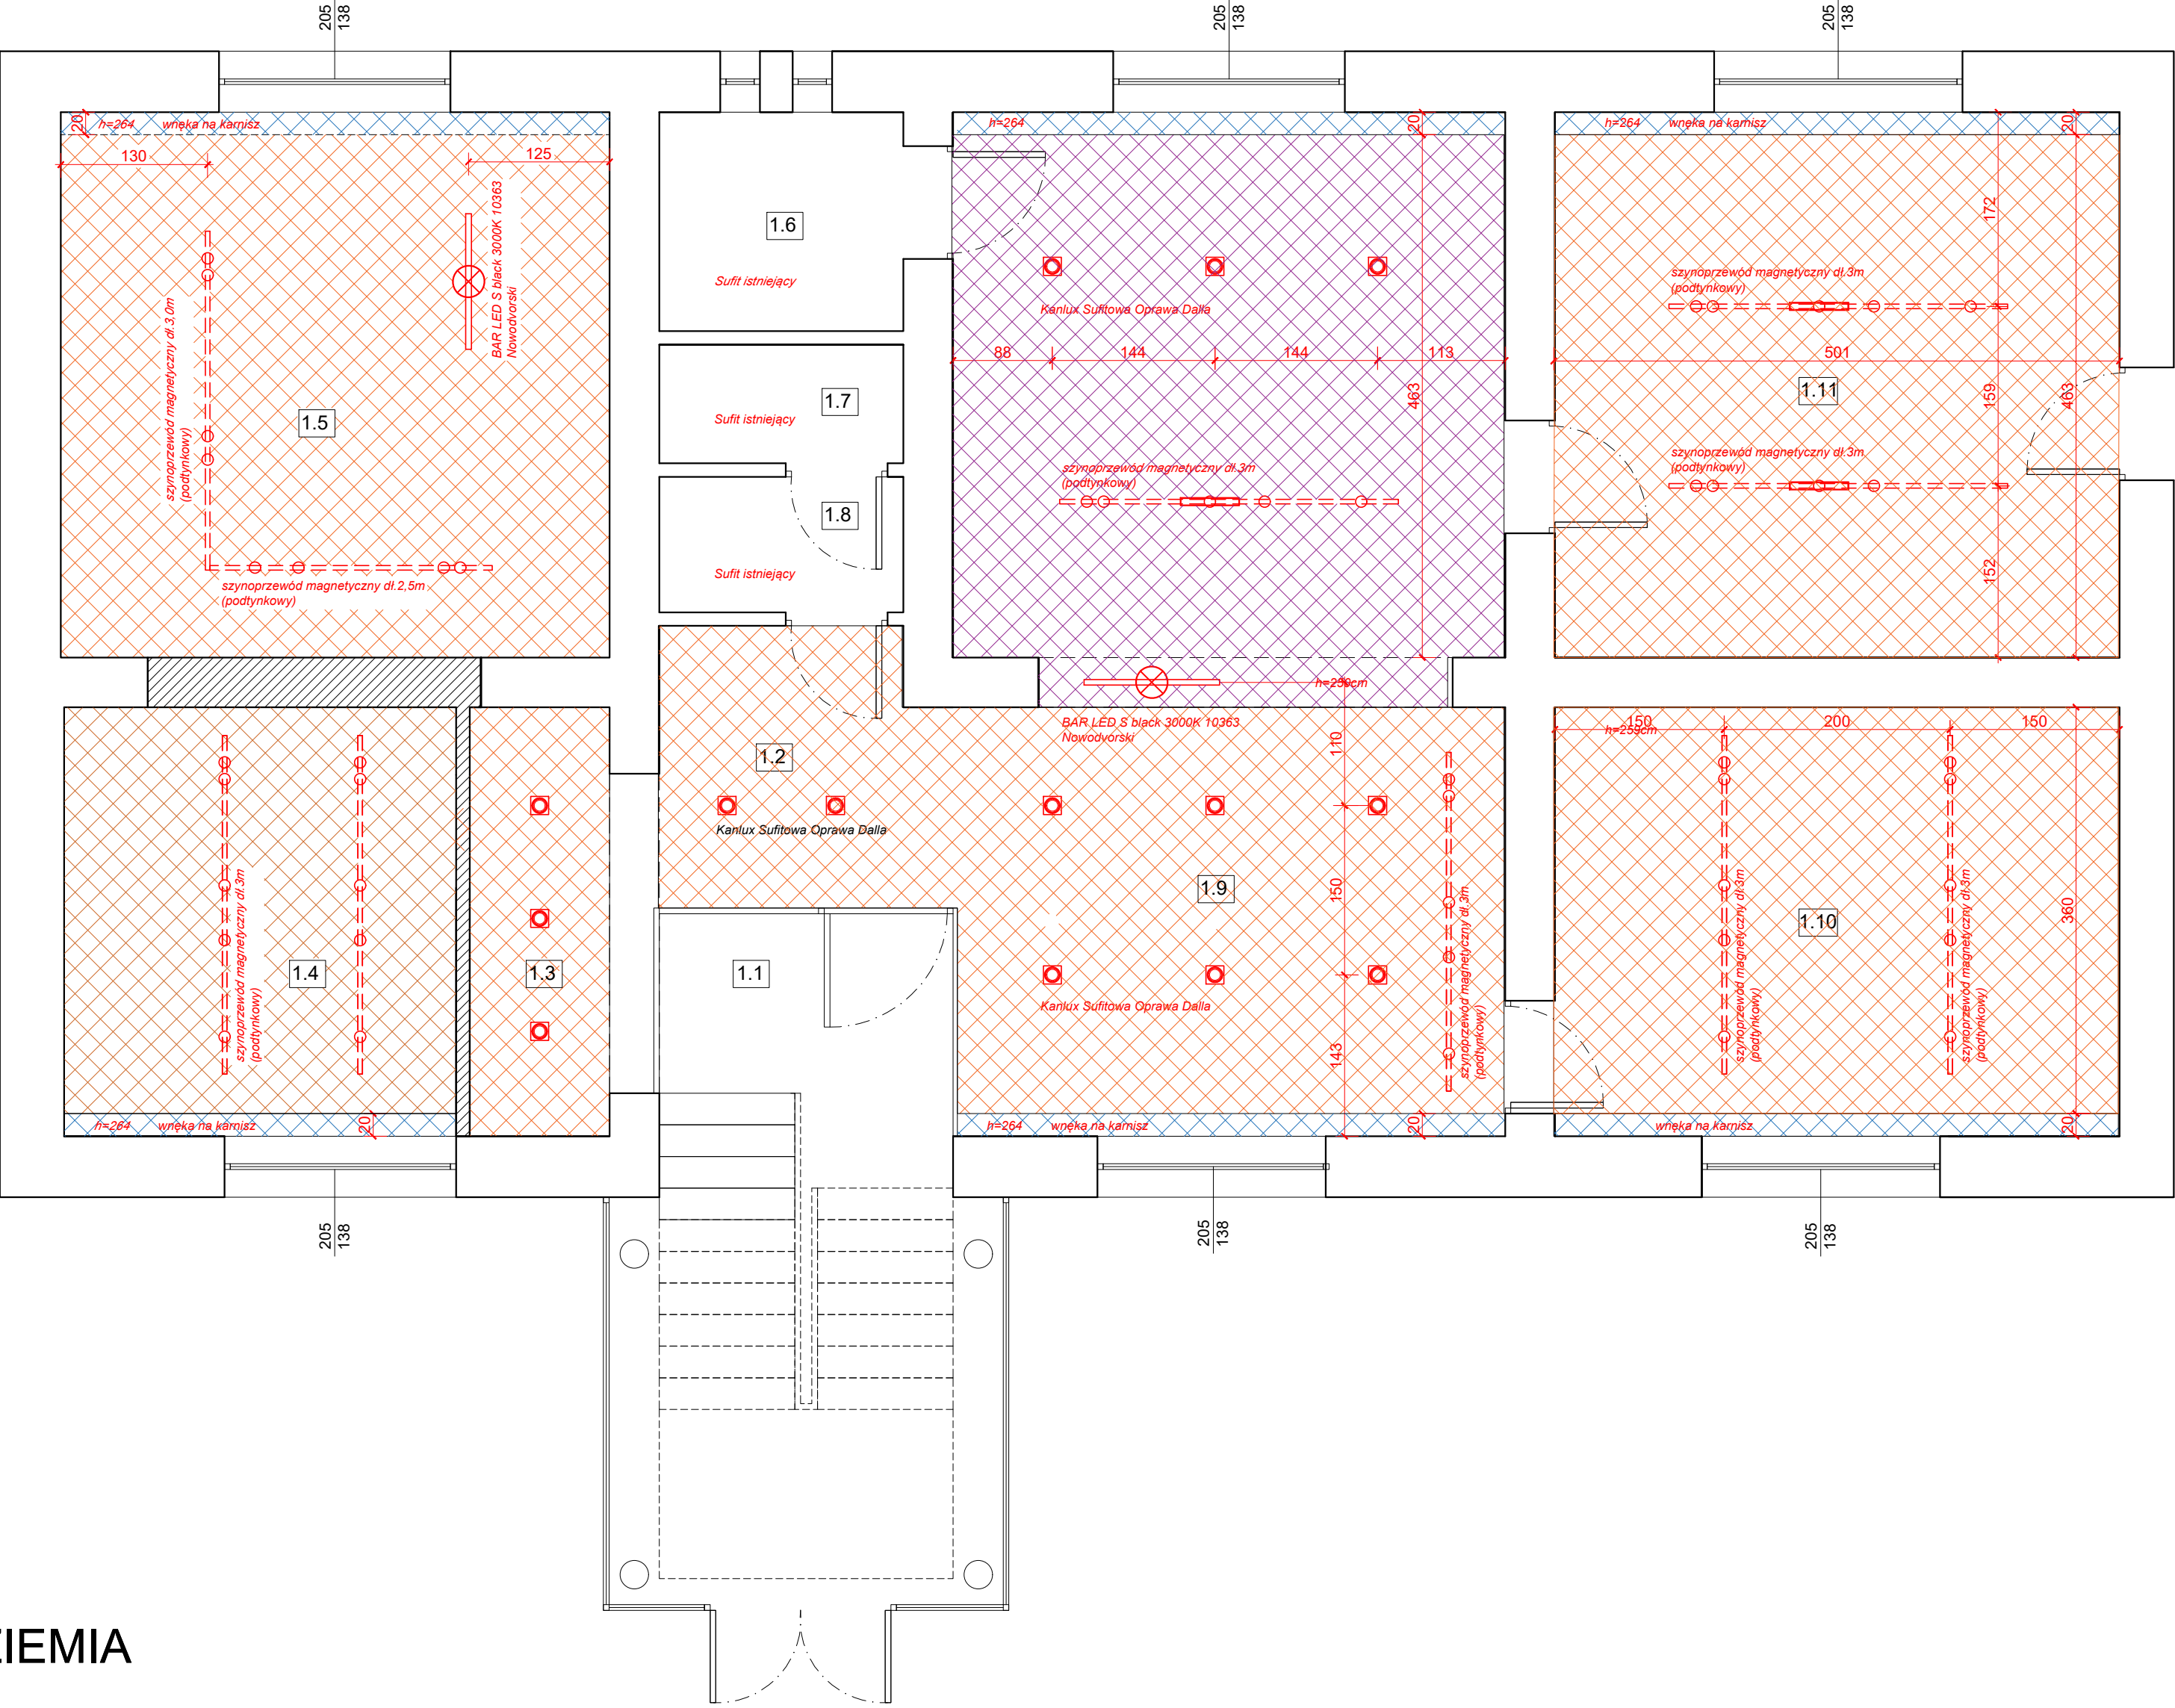 205
138
205
138
205
138
20
h=264 wnęka na karnisz
h=264
20
h=264 wnęka na karnisz
20
130
125
BAR LED S black 3000K 10363
Nowodvorski
szynoprzewód magnetyczny dł.3,0m
(podtynkowy)
1.5
szynoprzewód magnetyczny dł.2,5m
(podtynkowy)
1.6
Sufit istniejący
1.7
Sufit istniejący
1.8
Sufit istniejący
Kanlux Sufitowa Oprawa Dalla
88
144
144
113
463
szynoprzewód magnetyczny dł.3m
(podtynkowy)
172
szynoprzewód magnetyczny dł.3m
(podtynkowy)
501
1.11
159
463
szynoprzewód magnetyczny dł.3m
(podtynkowy)
152
h=259cm
BAR LED S black 3000K 10363
Nowodvorski
110
1.2
Kanlux Sufitowa Oprawa Dalla
150
200
150
h=259cm
szynoprzewód magnetyczny dł.3m
(podtynkowy)
1.4
1.3
1.1
1.9
150
Kanlux Sufitowa Oprawa Dalla
143
szynoprzewód magnetyczny dł.3m
(podtynkowy)
szynoprzewód magnetyczny dł.3m
(podtynkowy)
1.10
szynoprzewód magnetyczny dł.3m
(podtynkowy)
360
h=264 wnęka na karnisz
20
h=264 wnęka na karnisz
20
wnęka na karnisz
20
205
138
205
138
205
138
IEMIA